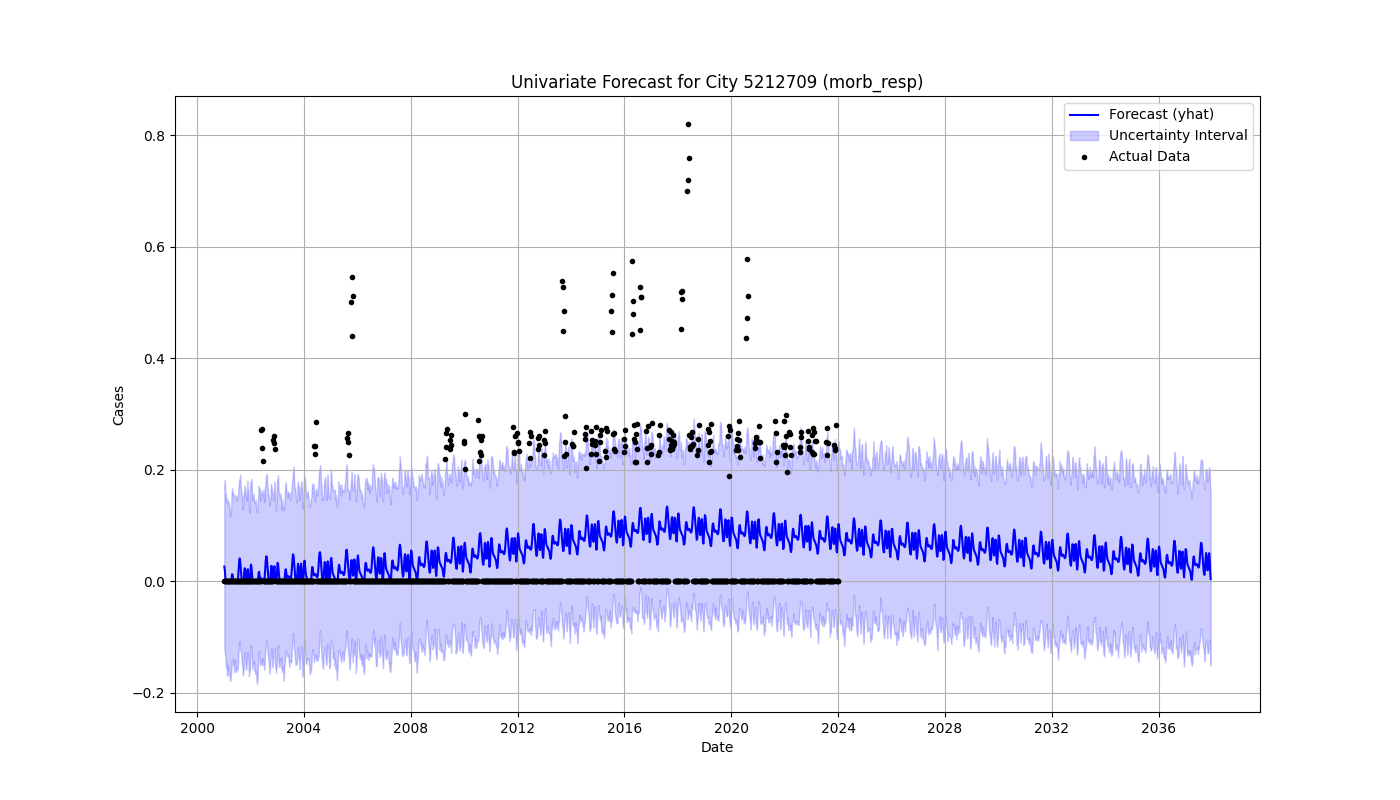 Univariate Forecast for City 5212709 (morb_resp)
Forecast (yhat)
Uncertainty Interval
Actual Data
Cases
0.8
0.6
0.4
0.2
0.0
−0.2
2000 2004 2008 2012 2016 2020 2024 2028 2032 2036
Date